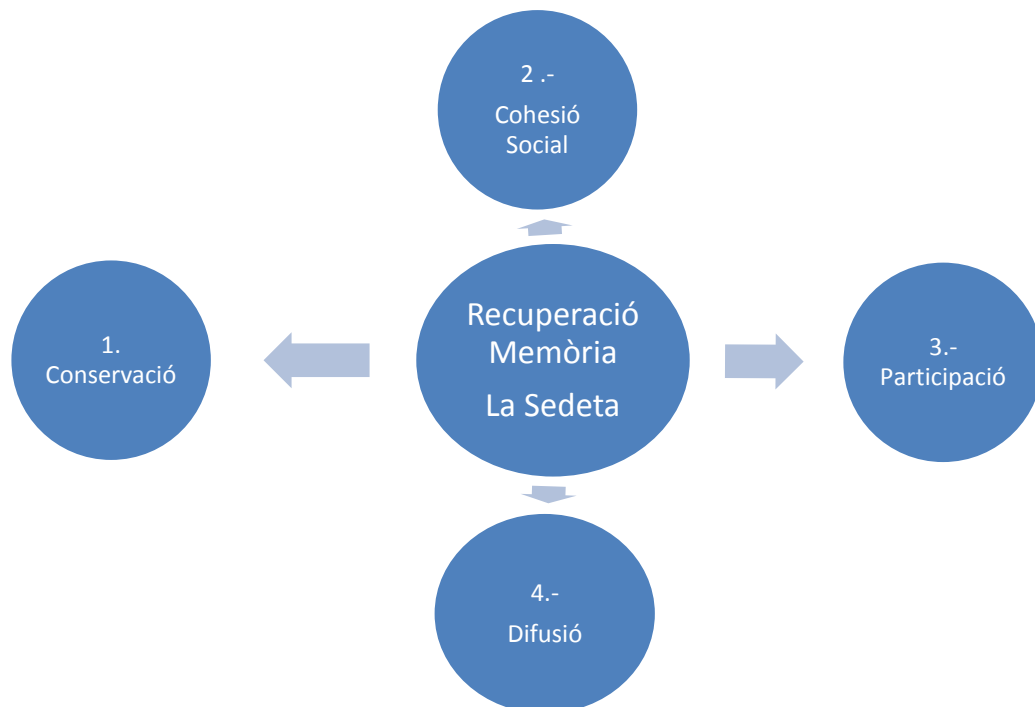 2 .-
Cohesió
Social
Recuperació
Memòria
La Sedeta
1.
Conservació
3.-
Participació
4.-
Difusió